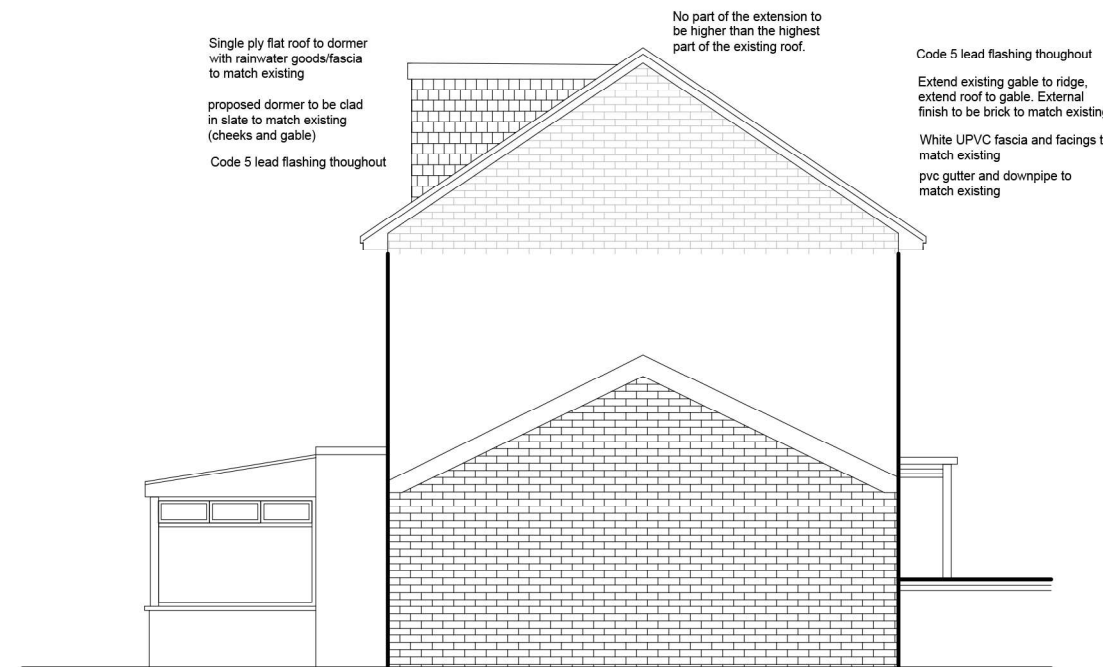 Single ply flat roof to dormer
with rainwater goods/fascia
to match existing
proposed dormer to be clad
in slate to match existing
(cheeks and gable)
Code 5 lead flashing thoughout
No part of the extension to
be higher than the highest
part of the existing roof.
Code 5 lead flashing thoughout
Extend existing gable to ridge,
extend roof to gable. External
finish to be brick to match existing
White UPVC fascia and facings t
match existing
pvc gutter and downpipe to
match existing